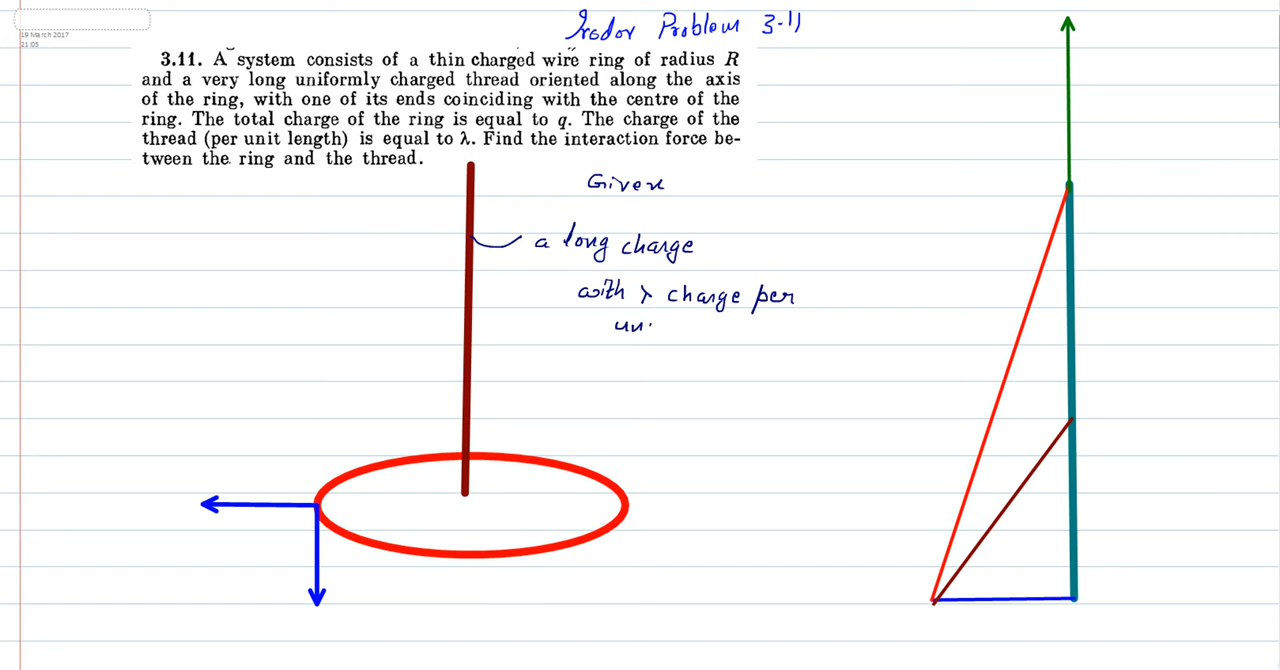 Irodov Problem 3.11
19 March 2017
21:05
3.11. A system consists of a thin charged wire ring of radius R
and a very long uniformly charged thread oriented along the axis
of the ring, with one of its ends coinciding with the centre of the
ring. The total charge of the ring is equal to q. The charge of the
thread (per unit length) is equal to λ. Find the interaction force be-
tween the ring and the thread.
Given
a long charge
with λ charge per
un